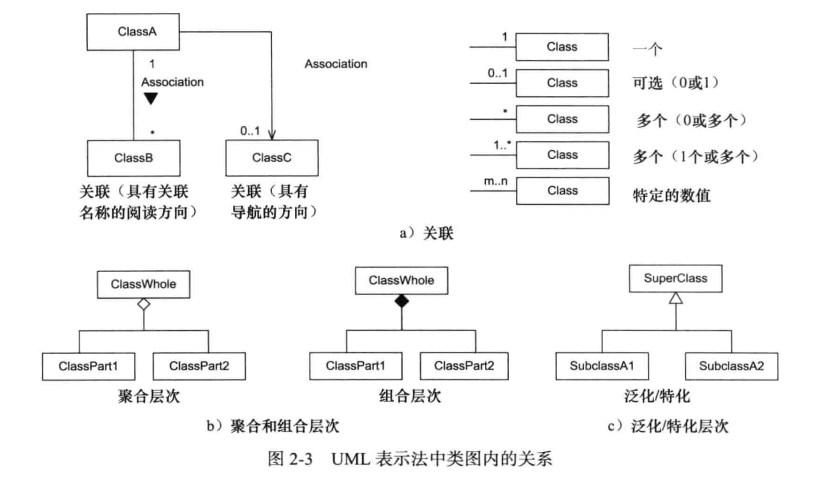 ClassA
1
Association
*
ClassB
关联（具有关联
名称的阅读方向）
Association
0..1
ClassC
关联（具有
导航的方向）
1
Class
一个
0..1
Class
可选（0或1）
*
Class
多个（0或多个）
1..*
Class
多个（1个或多个）
m..n
Class
特定的数值
a）关联
ClassWhole
ClassPart1
ClassPart2
聚合层次
ClassWhole
ClassPart1
ClassPart2
组合层次
b）聚合和组合层次
SuperClass
SubclassA1
SubclassA2
泛化/特化
c）泛化/特化层次
图 2-3 UML 表示法中类图内的关系